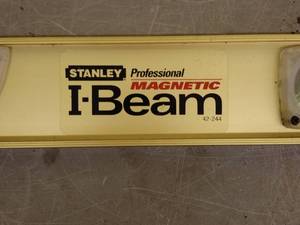 STANLEY Professional
MAGNETIC
I-Beam
42-244